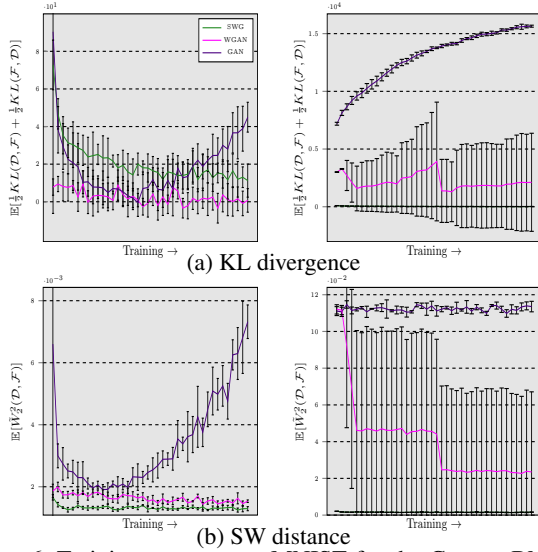 ·10¹
SWG
WGAN
GAN
8
6
4
2
0
𝔼[½KL(𝒟, ℱ) + ½KL(ℱ, 𝒟)]
Training →
·10⁴
1.5
1
0.5
0
𝔼[½KL(𝒟, ℱ) + ½KL(ℱ, 𝒟)]
Training →
(a) KL divergence
·10⁻³
8
6
4
2
𝔼[W̃₂²(𝒟, ℱ)]
Training →
·10⁻²
12
10
8
6
4
2
0
𝔼[W̃₂²(𝒟, ℱ)]
Training →
(b) SW distance